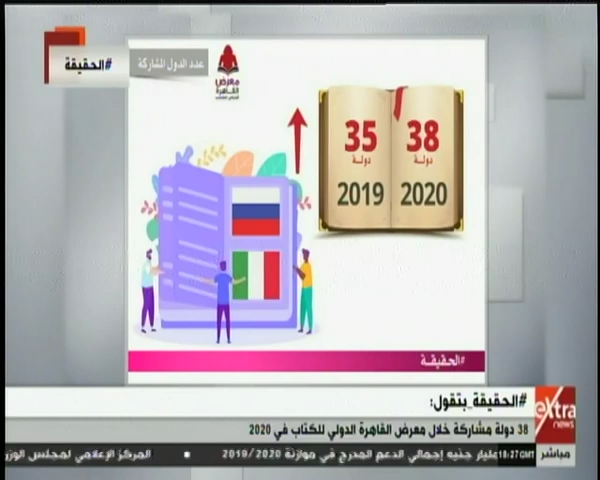 #الحقيقة
عدد الدول المشاركة
معرض
القاهرة
35
دولة
2019
38
دولة
2020
#الحقيقة
#الحقيقة_بتقول:
38 دولة مشاركة خلال معرض القاهرة الدولي للكتاب في 2020
eXtra
news
مباشر
18:27GMT
مليار جنيه إجمالي الدعم المدرج في موازنة 2019/2020 ■ المركز الإعلامي لمجلس الوزر